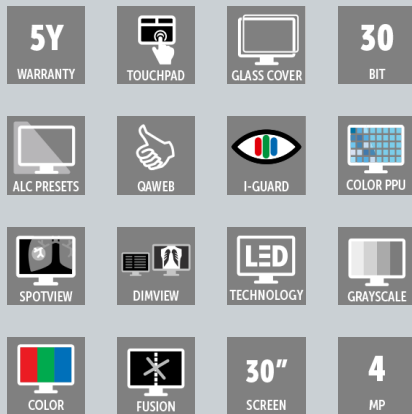 5Y
WARRANTY
TOUCHPAD
GLASS COVER
30
BIT
ALC PRESETS
QAWEB
I-GUARD
COLOR PPU
SPOTVIEW
DIMVIEW
LED
TECHNOLOGY
GRAYSCALE
COLOR
FUSION
30"
SCREEN
4
MP